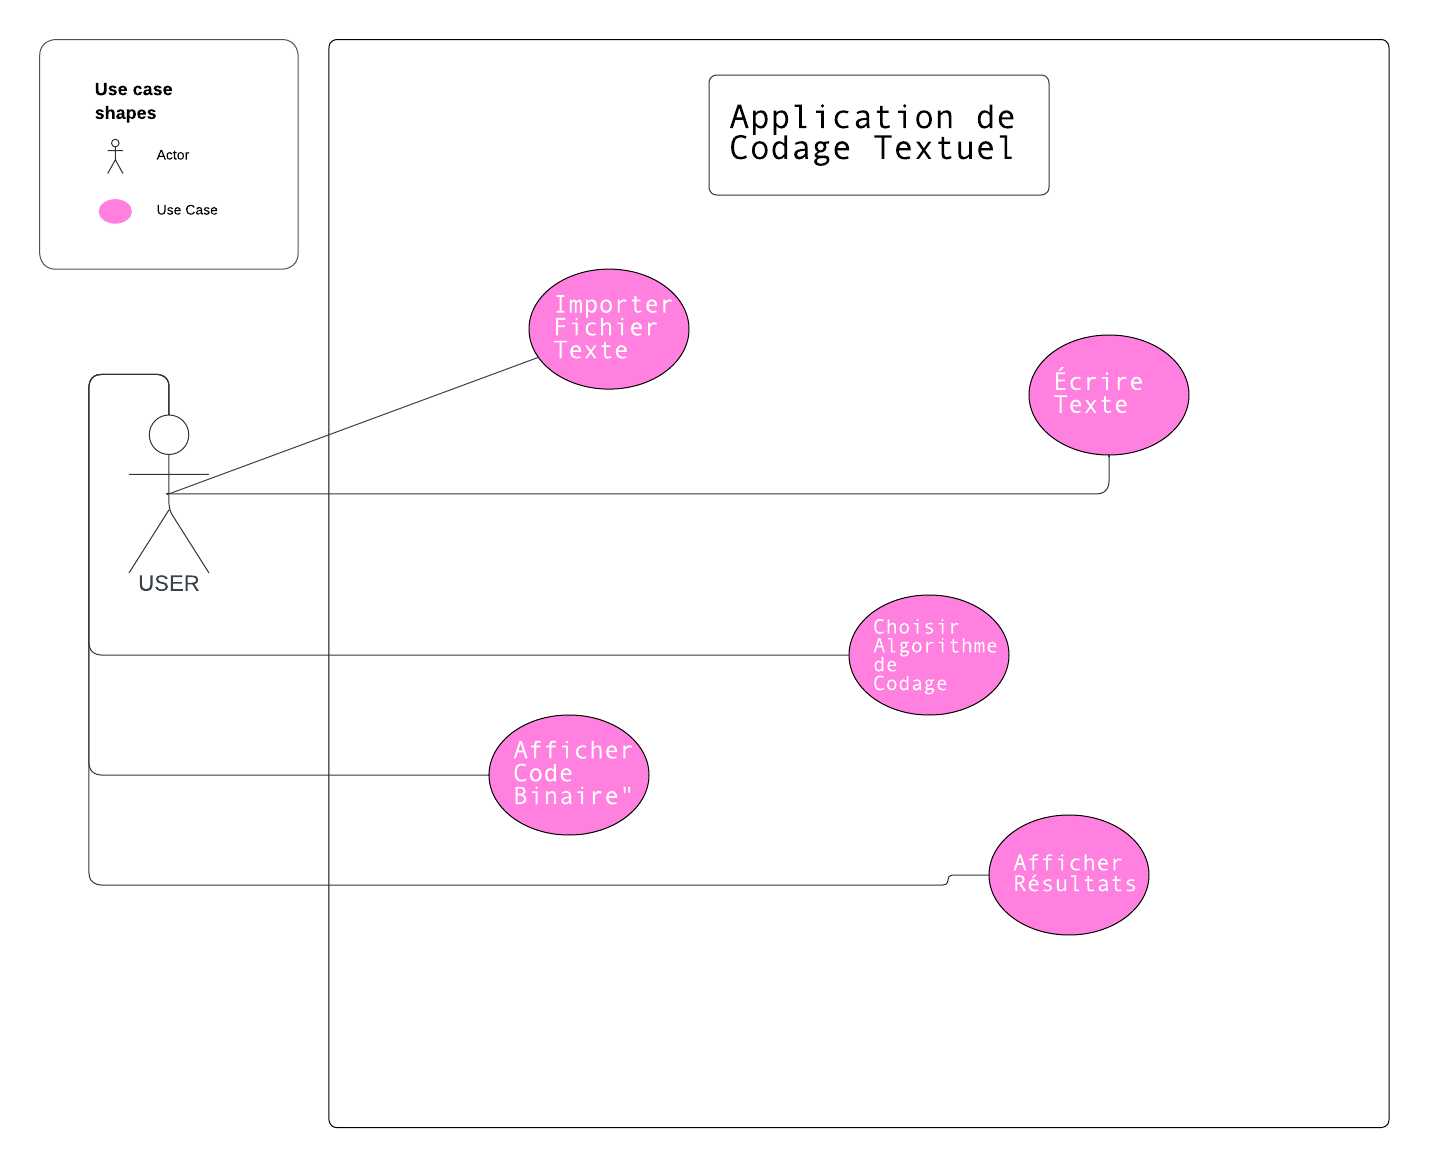 Use case
shapes
Actor
Use Case
Application de
Codage Textuel
Importer
Fichier
Texte
Écrire
Texte
USER
Choisir
Algorithme
de
Codage
Afficher
Code
Binaire"
Afficher
Résultats